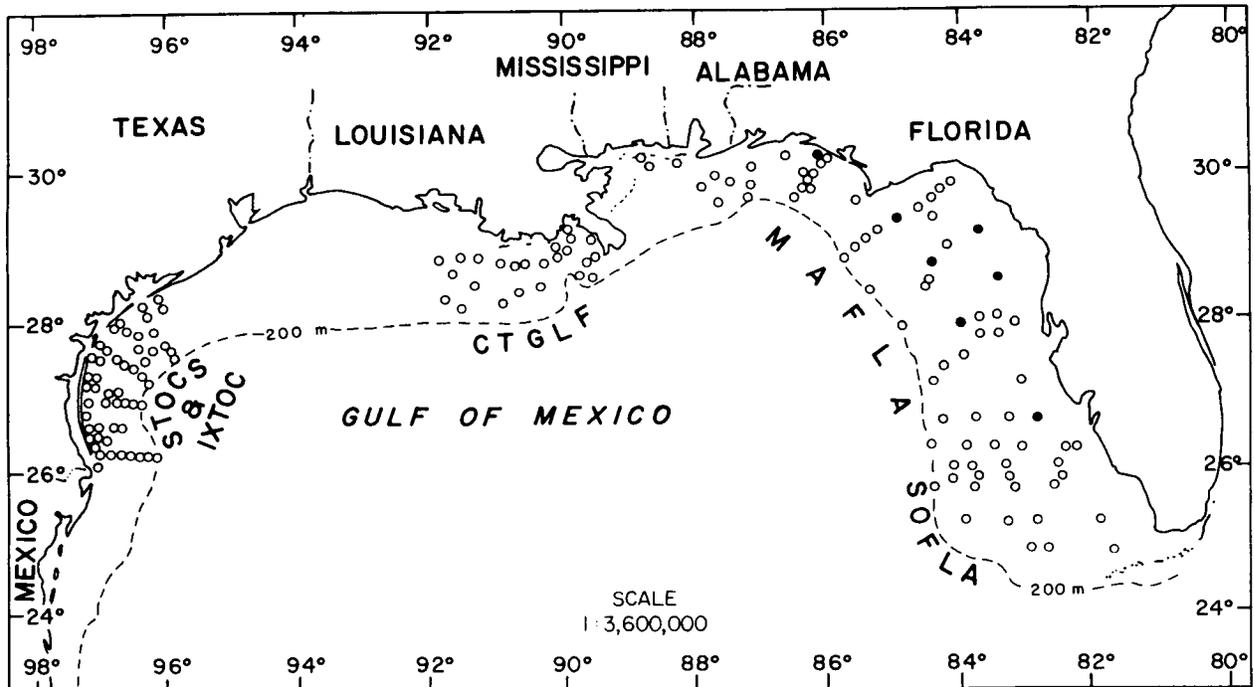 98° 96° 94° 92° 90° 88° 86° 84° 82° 80°
MISSISSIPPI ALABAMA
TEXAS LOUISIANA FLORIDA
30° 30°
MAFLA
28° 200 m CTGLF 28°
STOCS
&
IXTOC
GULF OF MEXICO
26° 26°
SOFLA
MEXICO
200 m
SCALE
1:3,600,000
24° 24°
98° 96° 94° 92° 90° 88° 86° 84° 82° 80°